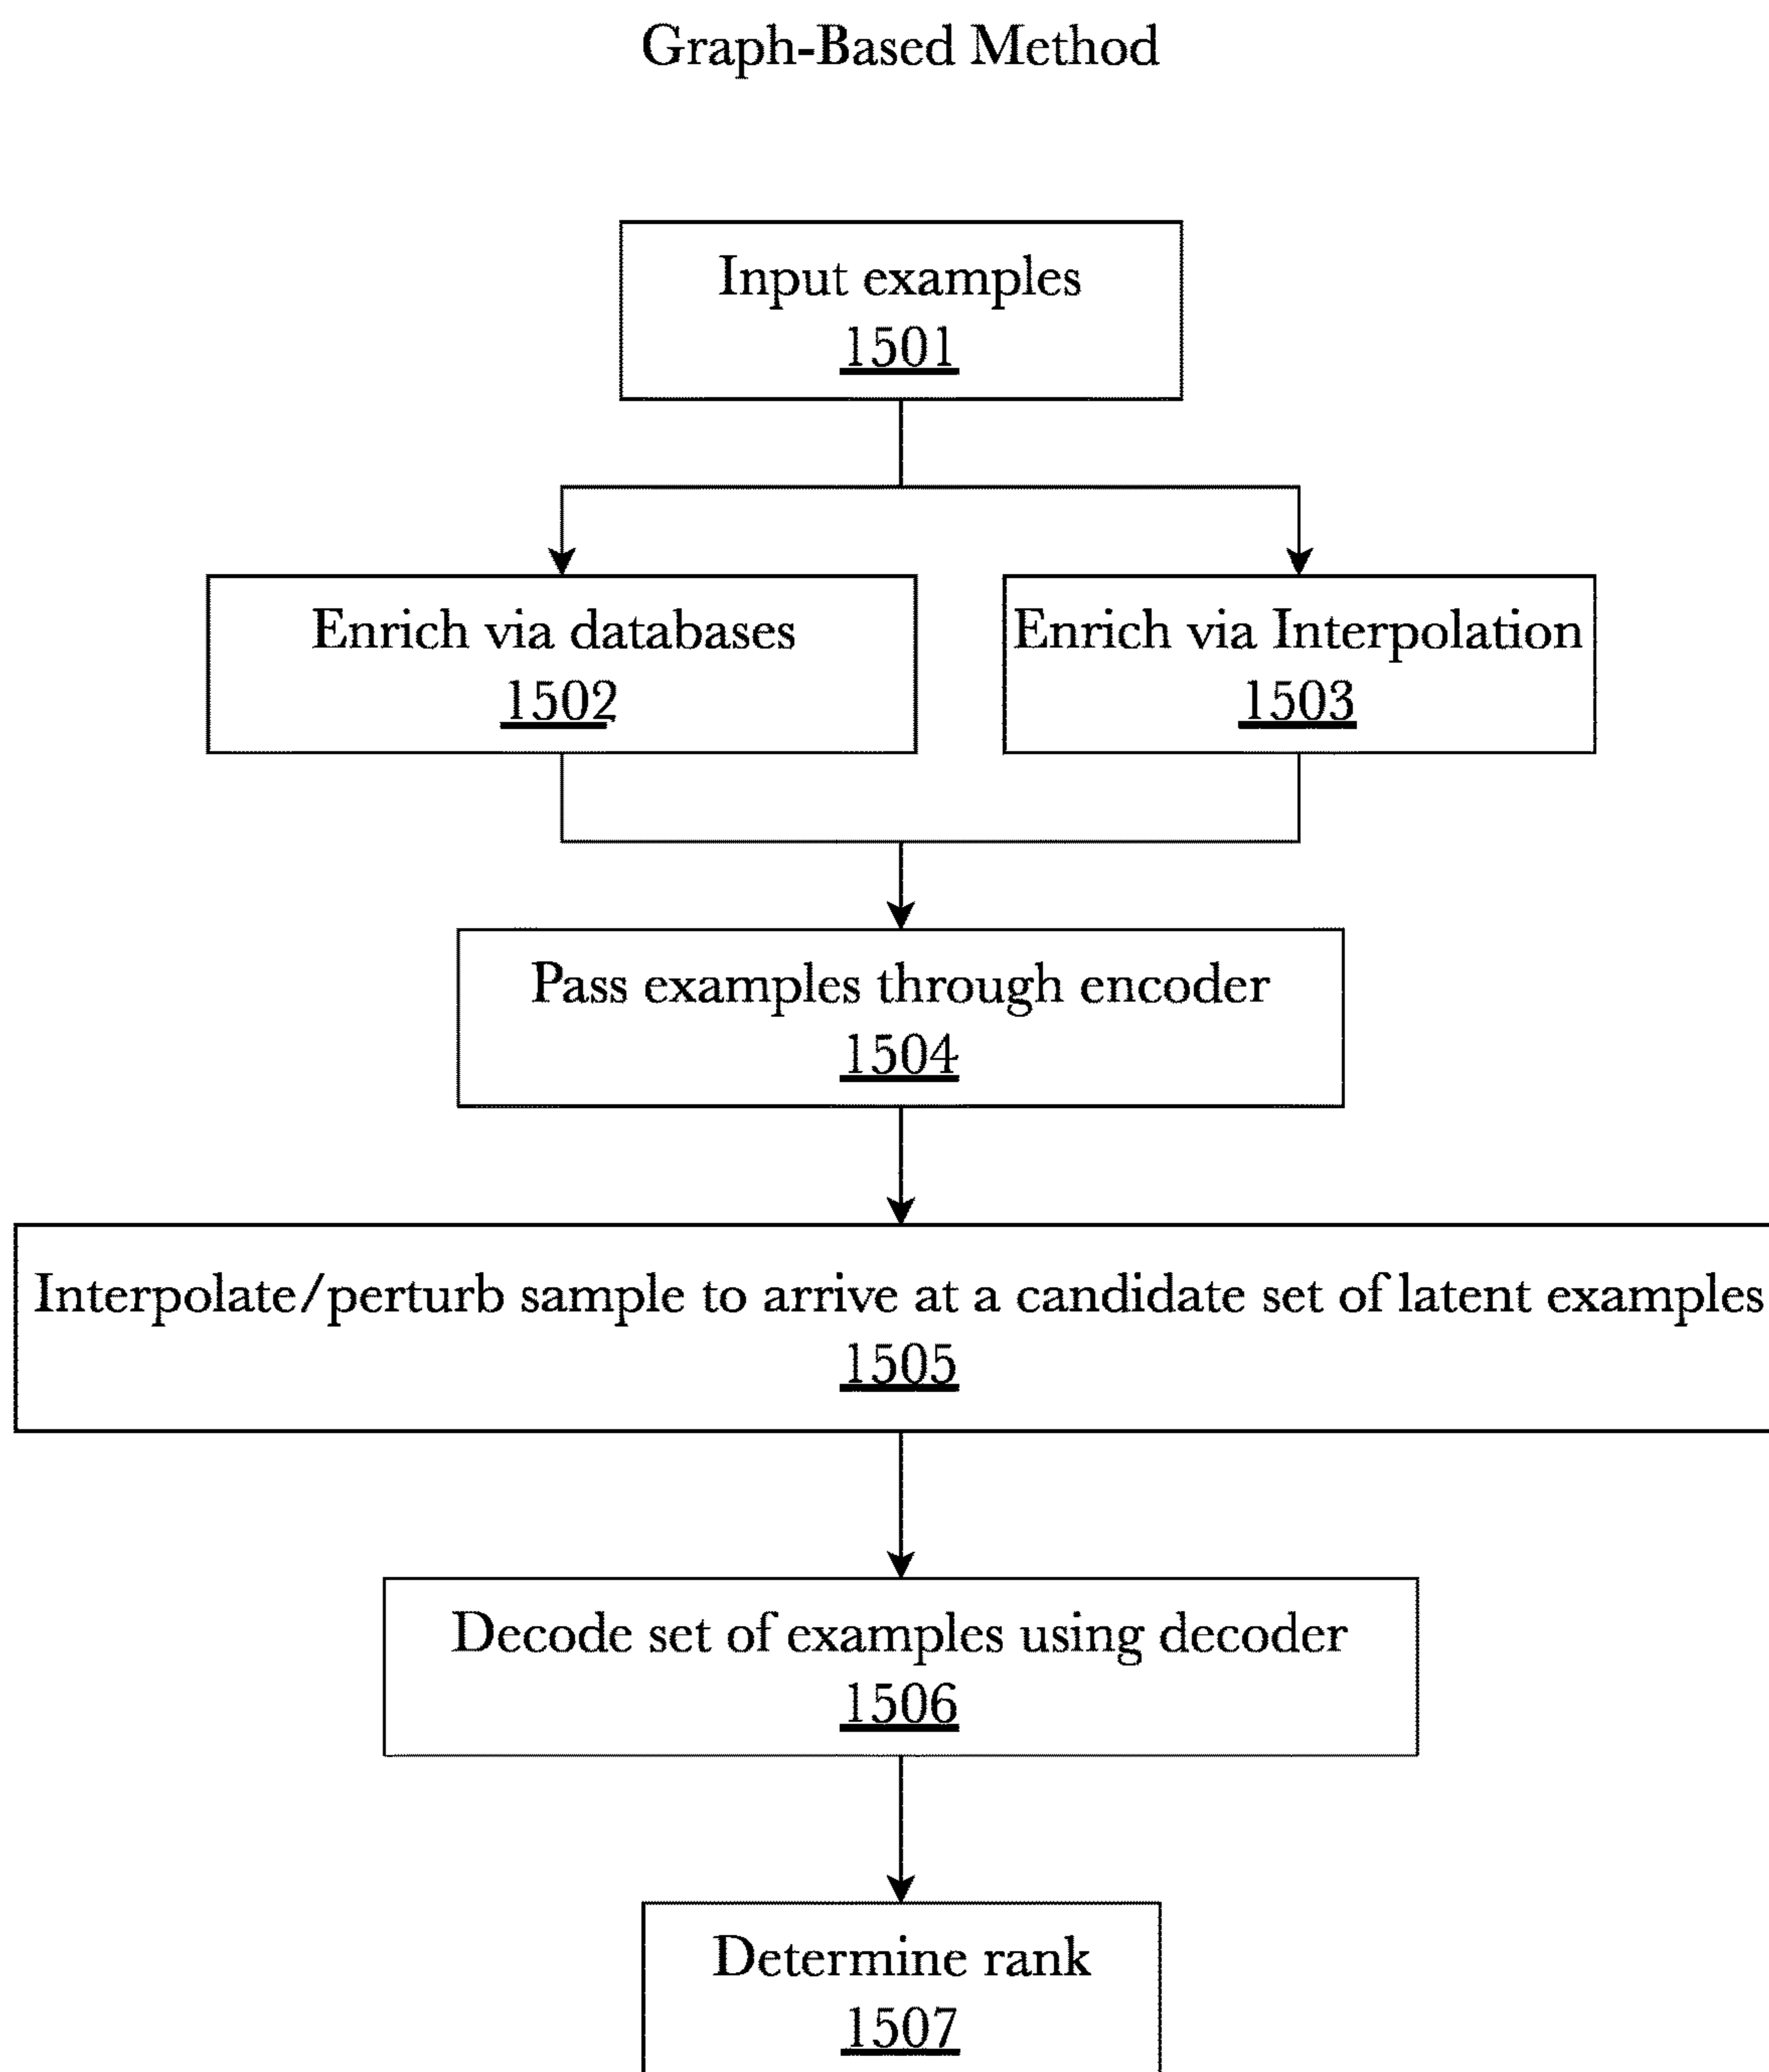 Graph-Based Method
Input examples
1501
Enrich via databases
1502
Enrich via Interpolation
1503
Pass examples through encoder
1504
Interpolate/perturb sample to arrive at a candidate set of latent examples
1505
Decode set of examples using decoder
1506
Determine rank
1507